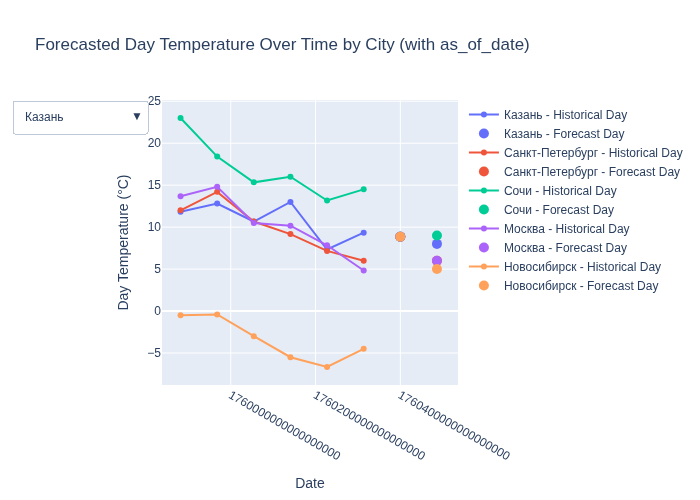 Forecasted Day Temperature Over Time by City (with as_of_date)
Казань
▼
25
20
15
10
5
0
−5
Day Temperature (°C)
1760000000000000000
1760200000000000000
1760400000000000000
Date
Казань - Historical Day
Казань - Forecast Day
Санкт-Петербург - Historical Day
Санкт-Петербург - Forecast Day
Сочи - Historical Day
Сочи - Forecast Day
Москва - Historical Day
Москва - Forecast Day
Новосибирск - Historical Day
Новосибирск - Forecast Day